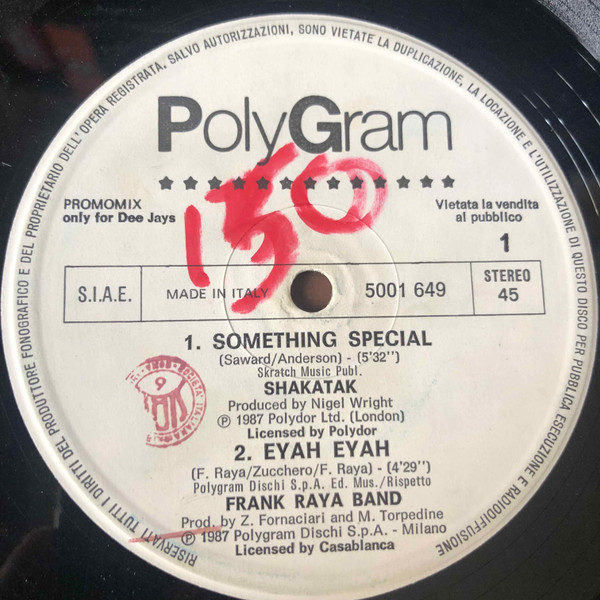 RISERVATI TUTTI I DIRITTI DEL PRODUTTORE FONOGRAFICO E DEL PROPRIETARIO DELL'OPERA REGISTRATA. SALVO AUTORIZZAZIONI, SONO VIETATE LA DUPLICAZIONE, LA LOCAZIONE E L'UTILIZZAZIONE DI QUESTO DISCO PER PUBBLICA ESECUZIONE E RADIODIFFUSIONE
PolyGram
150
PROMOMIX
only for Dee Jays
Vietata la vendita
al pubblico
1
S.I.A.E.
MADE IN ITALY
5001 649
STEREO
45
1. SOMETHING SPECIAL
(Saward/Anderson) - (5'32'')
Skratch Music Publ.
SHAKATAK
Produced by Nigel Wright
℗ 1987 Polydor Ltd. (London)
Licensed by Polydor
9
2. EYAH EYAH
(F. Raya/Zucchero/F. Raya) - (4'29'')
Polygram Dischi S.p.A. Ed. Mus./Rispetto
FRANK RAYA BAND
Prod. by Z. Fornaciari and M. Torpedine
℗ 1987 Polygram Dischi S.p.A. - Milano
Licensed by Casablanca